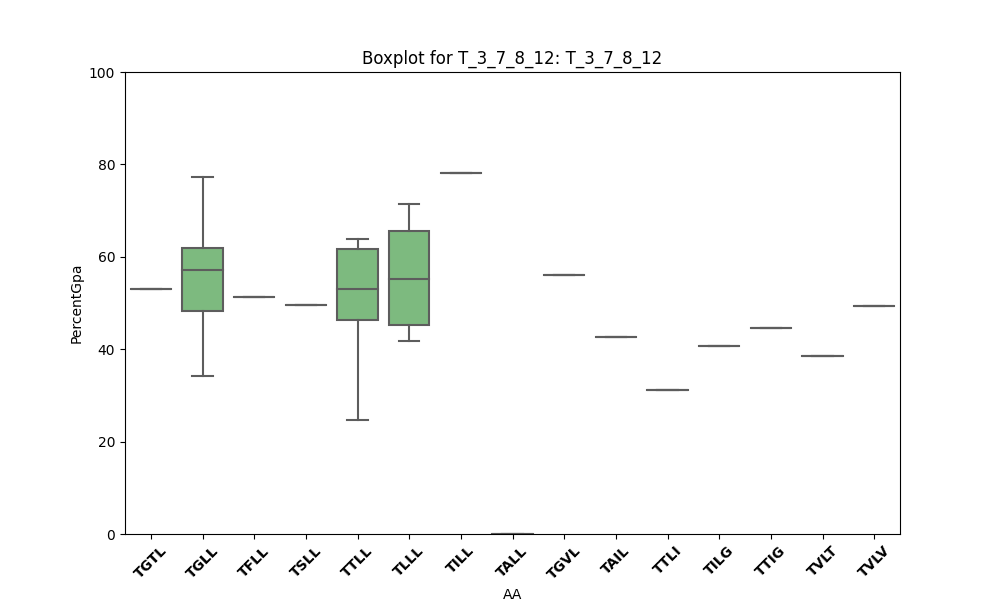 Boxplot for T_3_7_8_12: T_3_7_8_12
100
80
60
40
20
0
PercentGpa
TGTL
TGLL
TFLL
TSLL
TTLL
TLLL
TILL
TALL
TGVL
TAIL
TTLI
TILG
TTIG
TVLT
TVLV
AA